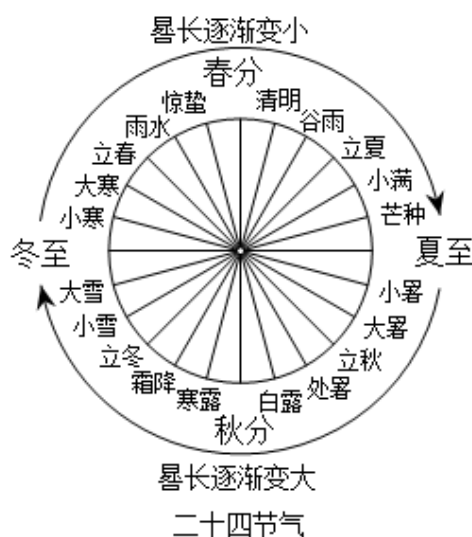 晷长逐渐变小
春分
惊蛰
清明
雨水
谷雨
立春
立夏
大寒
小满
小寒
芒种
冬至
夏至
大雪
小署
小雪
大署
立冬
立秋
霜降
处署
寒露
白露
秋分
晷长逐渐变大
二十四节气